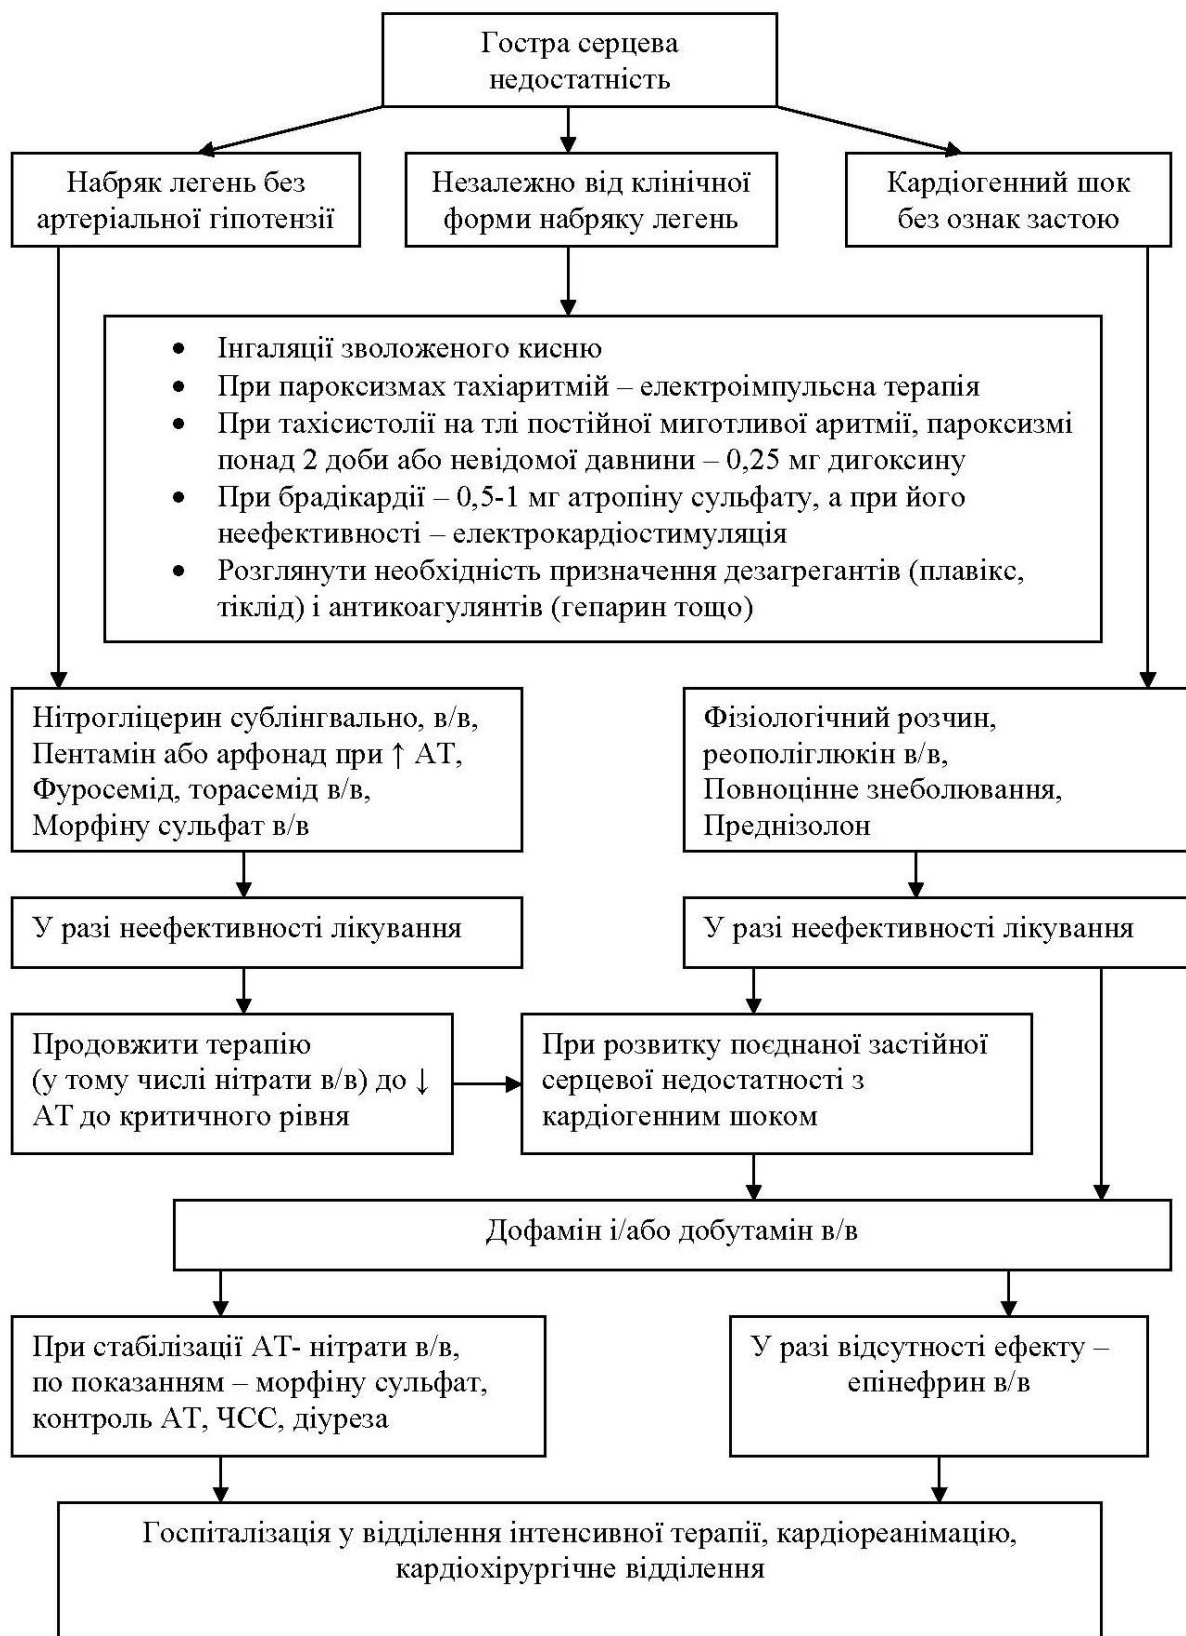 Гостра серцева
недостатність
Набряк легень без
артеріальної гіпотензії
Незалежно від клінічної
форми набряку легень
Кардіогенний шок
без ознак застою
• Інгаляції зволоженого кисню
• При пароксизмах тахіаритмій – електроімпульсна терапія
• При тахісистолії на тлі постійної миготливої аритмії, пароксизмі
понад 2 доби або невідомої давнини – 0,25 мг дигоксину
• При брадікардії – 0,5-1 мг атропіну сульфату, а при його
неефективності – електрокардіостимуляція
• Розглянути необхідність призначення дезагрегантів (плавікс,
тіклід) і антикоагулянтів (гепарин тощо)
Нітрогліцерин сублінгвально, в/в,
Пентамін або арфонад при ↑ АТ,
Фуросемід, торасемід в/в,
Морфіну сульфат в/в
Фізіологічний розчин,
реополіглюкін в/в,
Повноцінне знеболювання,
Преднізолон
У разі неефективності лікування
У разі неефективності лікування
Продовжити терапію
(у тому числі нітрати в/в) до ↓
АТ до критичного рівня
При розвитку поєднаної застійної
серцевої недостатності з
кардіогенним шоком
Дофамін і/або добутамін в/в
При стабілізації АТ- нітрати в/в,
по показанням – морфіну сульфат,
контроль АТ, ЧСС, діуреза
У разі відсутності ефекту –
епінефрин в/в
Госпіталізація у відділення інтенсивної терапії, кардіореанімацію,
кардіохірургічне відділення